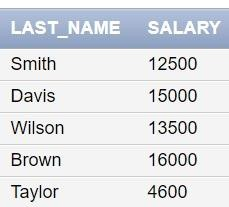 LAST_NAME SALARY
Smith 12500
Davis 15000
Wilson 13500
Brown 16000
Taylor 4600